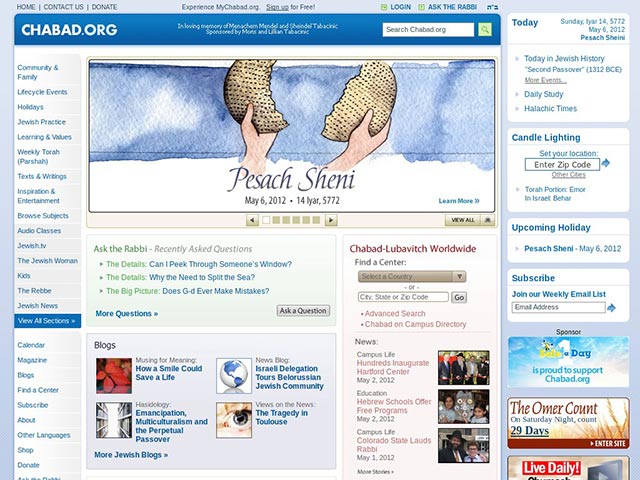 HOME | CONTACT US | DONATE
Experience MyChabad.org. Sign up for Free!
LOGIN
ASK THE RABBI
CHABAD.ORG
In loving memory of Menachem Mendel and Sheindel Tabacinic
Sponsored by Moris and Lillian Tabacinic
Search Chabad.org
Community &
Family
Lifecycle Events
Holidays
Jewish Practice
Learning & Values
Weekly Torah
(Parshah)
Texts & Writings
Inspiration &
Entertainment
Browse Subjects
Audio Classes
Jewish.tv
The Jewish Woman
Kids
The Rebbe
Jewish News
View All Sections »
Calendar
Magazine
Blogs
Find a Center
Subscribe
About
Other Languages
Shop
Donate
Ask the Rabbi
Pesach Sheni
May 6, 2012 • 14 Iyar, 5772
Learn More »
VIEW ALL
Ask the Rabbi - Recently Asked Questions
The Details: Can I Peek Through Someone's Window?
The Details: Why the Need to Split the Sea?
The Big Picture: Does G-d Ever Make Mistakes?
More Questions »
Ask a Question
Blogs
Musing for Meaning:
How a Smile Could
Save a Life
News Blog:
Israeli Delegation
Tours Belorussian
Jewish Community
Hasidology:
Emancipation,
Multiculturalism and
the Perpetual
Passover
Views on the News:
The Tragedy in
Toulouse
More Jewish Blogs »
Chabad-Lubavitch Worldwide
Find a Center:
Select a Country
- or -
City, State or Zip Code
Go
• Advanced Search
• Chabad on Campus Directory
News:
Campus Life
Hundreds Inaugurate
Hartford Center
May 2, 2012
Education
Hebrew Schools Offer
Free Programs
May 2, 2012
Campus Life
Colorado State Lauds
Rabbi
May 1, 2012
More Stories »
Today
Sunday, Iyar 14, 5772
May 6, 2012
Pesach Sheni
Today in Jewish History
"Second Passover" (1312 BCE)
More Events...
Daily Study
Halachic Times
Candle Lighting
Set your location:
Enter Zip Code
Other Cities
Torah Portion: Emor
In Israel: Behar
Upcoming Holiday
Pesach Sheni - May 6, 2012
Subscribe
Join our Weekly Email List
Email Address
Sponsor
a Day
is proud to support
Chabad.org
The Omer Count
On Saturday Night, count
29 Days
ENTER SITE
Live Daily!